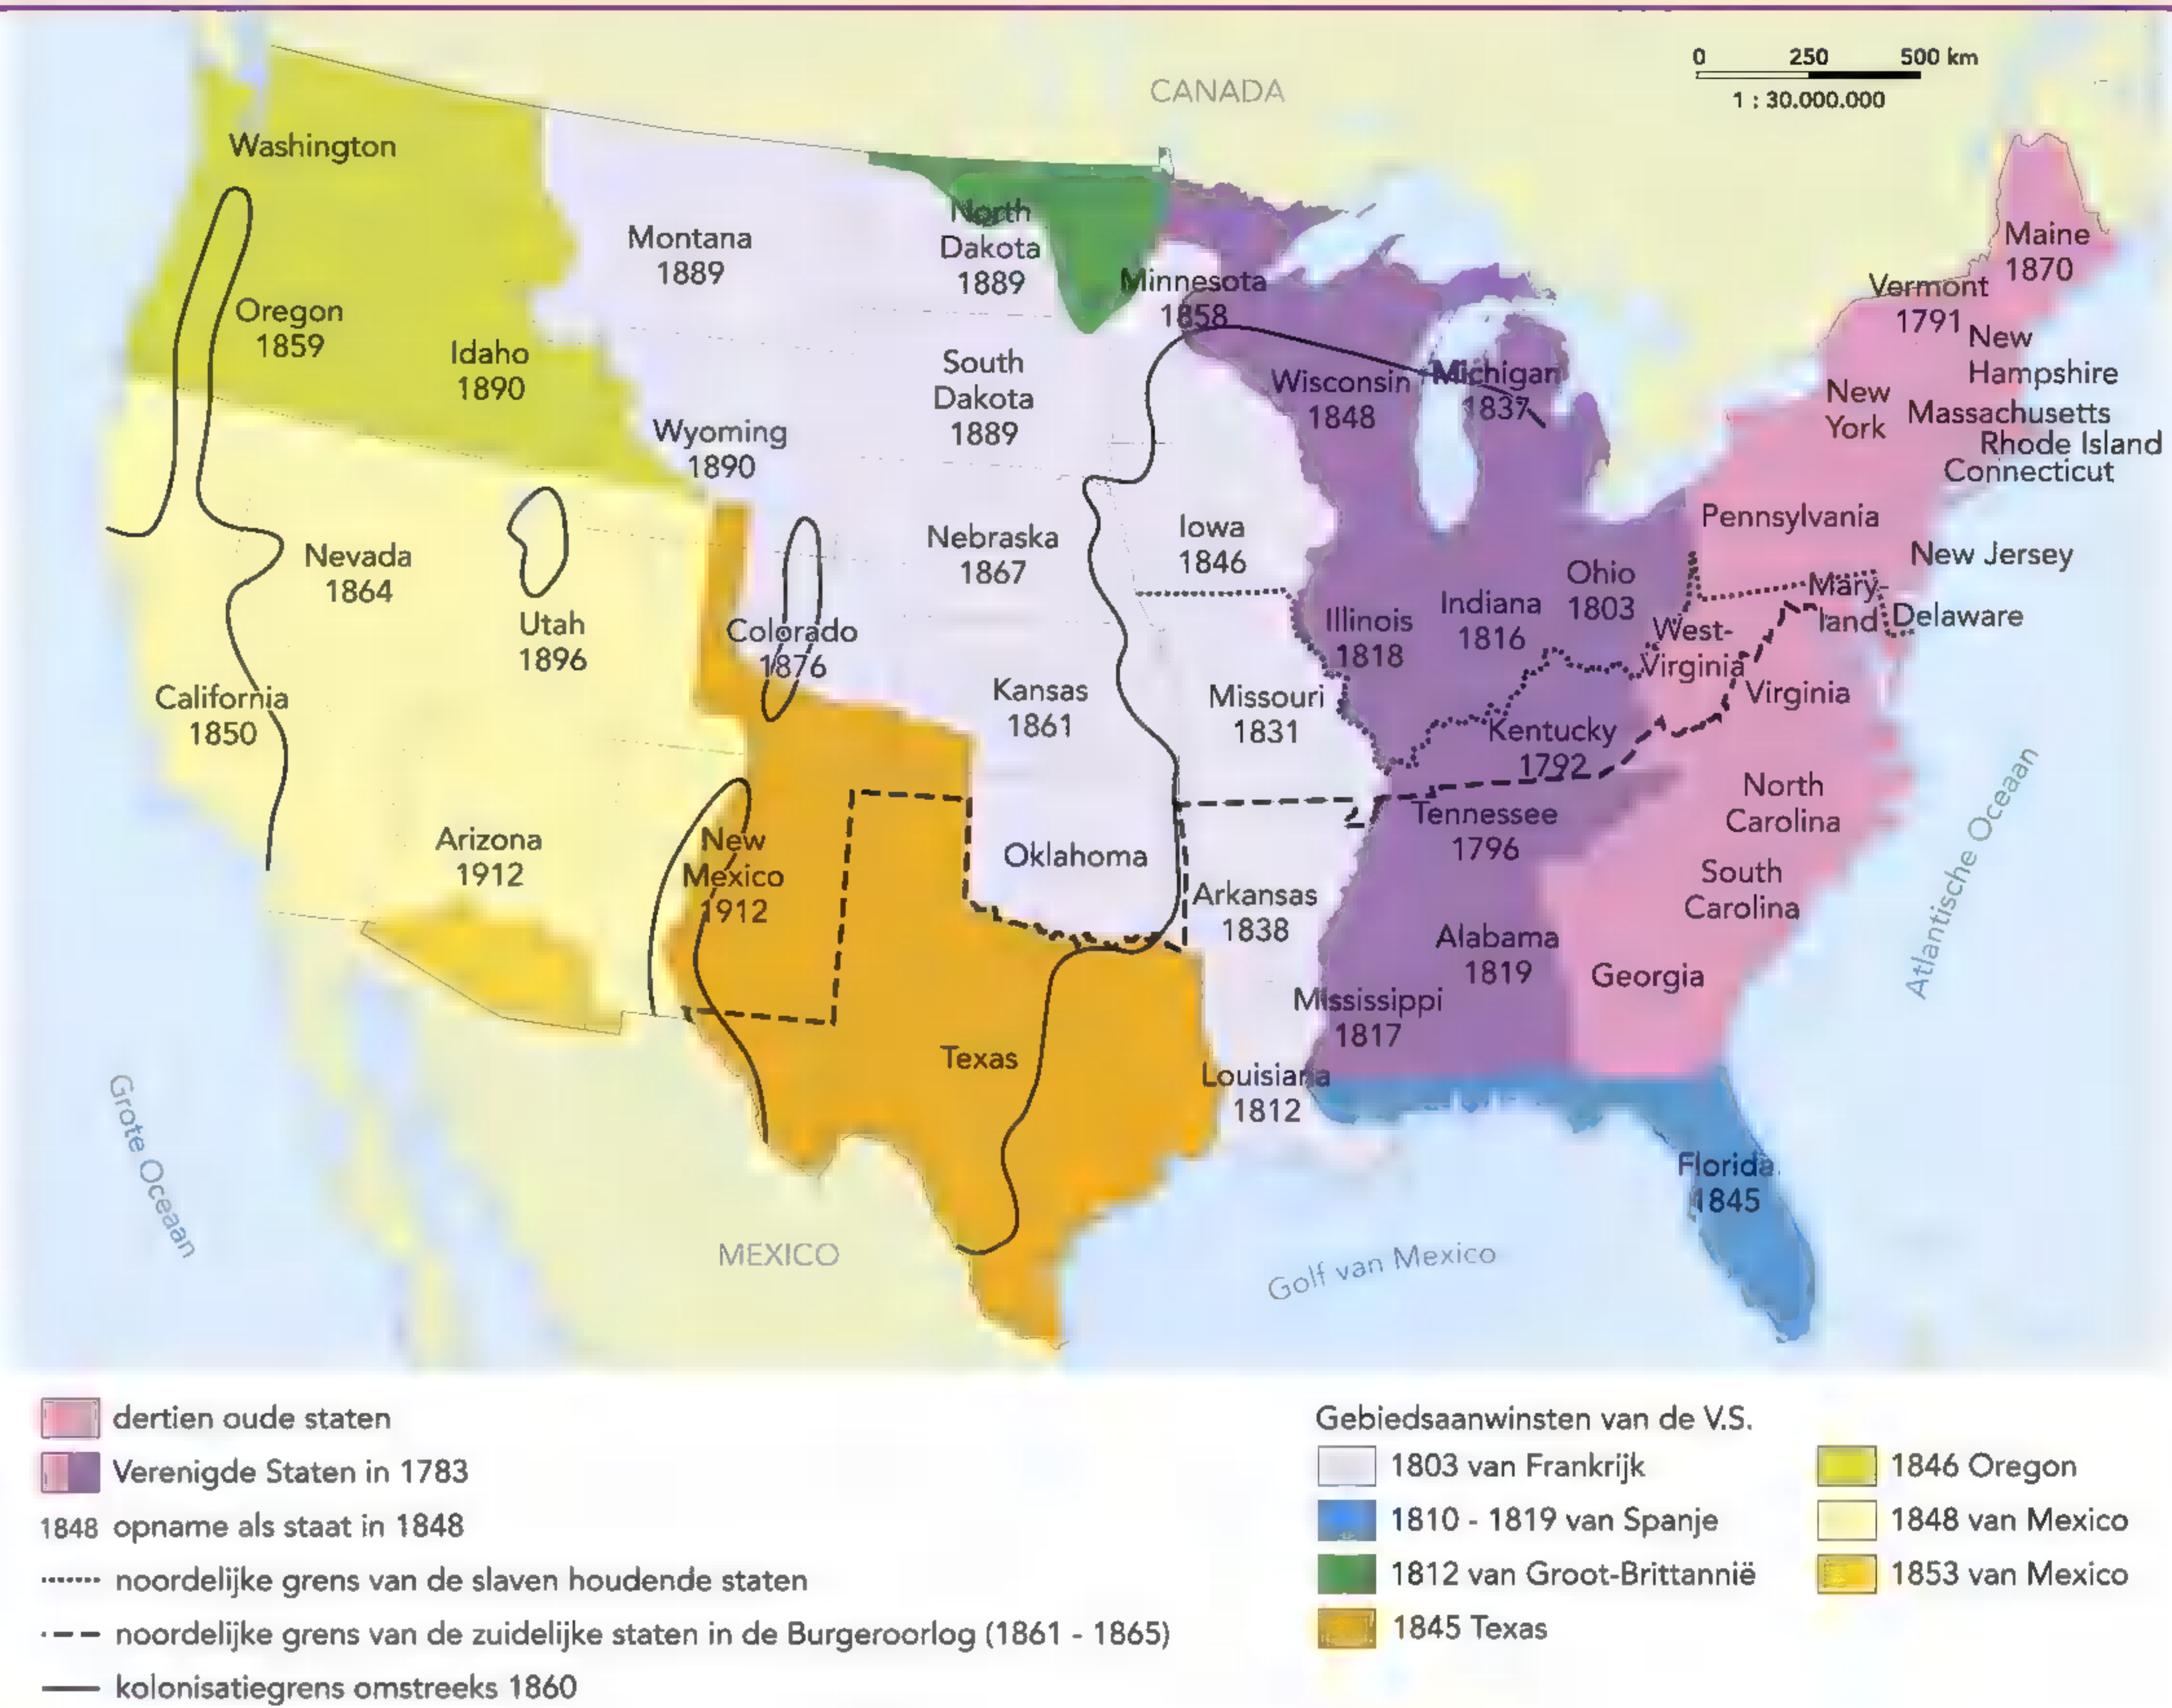 0 250 500 km
1 : 30.000.000
CANADA
Washington
Oregon
1859
Idaho
1890
Montana
1889
North
Dakota
1889
Minnesota
1858
South
Dakota
1889
Wyoming
1890
Wisconsin
1848
Michigan
1837
Maine
1870
Vermont
1791
New
Hampshire
New
York
Massachusetts
Rhode Island
Connecticut
Pennsylvania
New Jersey
Mary-
land
Delaware
Nevada
1864
Utah
1896
California
1850
Colorado
1876
Nebraska
1867
Iowa
1846
Kansas
1861
Missouri
1831
Illinois
1818
Indiana
1816
Ohio
1803
West-
Virginia
Virginia
Kentucky
1792
Tennessee
1796
North
Carolina
South
Carolina
Arizona
1912
New
Mexico
1912
Oklahoma
Arkansas
1838
Alabama
1819
Georgia
Mississippi
1817
Texas
Louisiana
1812
Florida
1845
Grote Oceaan
MEXICO
Golf van Mexico
Atlantische Oceaan
dertien oude staten
Verenigde Staten in 1783
1848 opname als staat in 1848
noordelijke grens van de slaven houdende staten
noordelijke grens van de zuidelijke staten in de Burgeroorlog (1861 - 1865)
kolonisatiegrens omstreeks 1860
Gebiedsaanwinsten van de V.S.
1803 van Frankrijk
1810 - 1819 van Spanje
1812 van Groot-Brittannië
1845 Texas
1846 Oregon
1848 van Mexico
1853 van Mexico